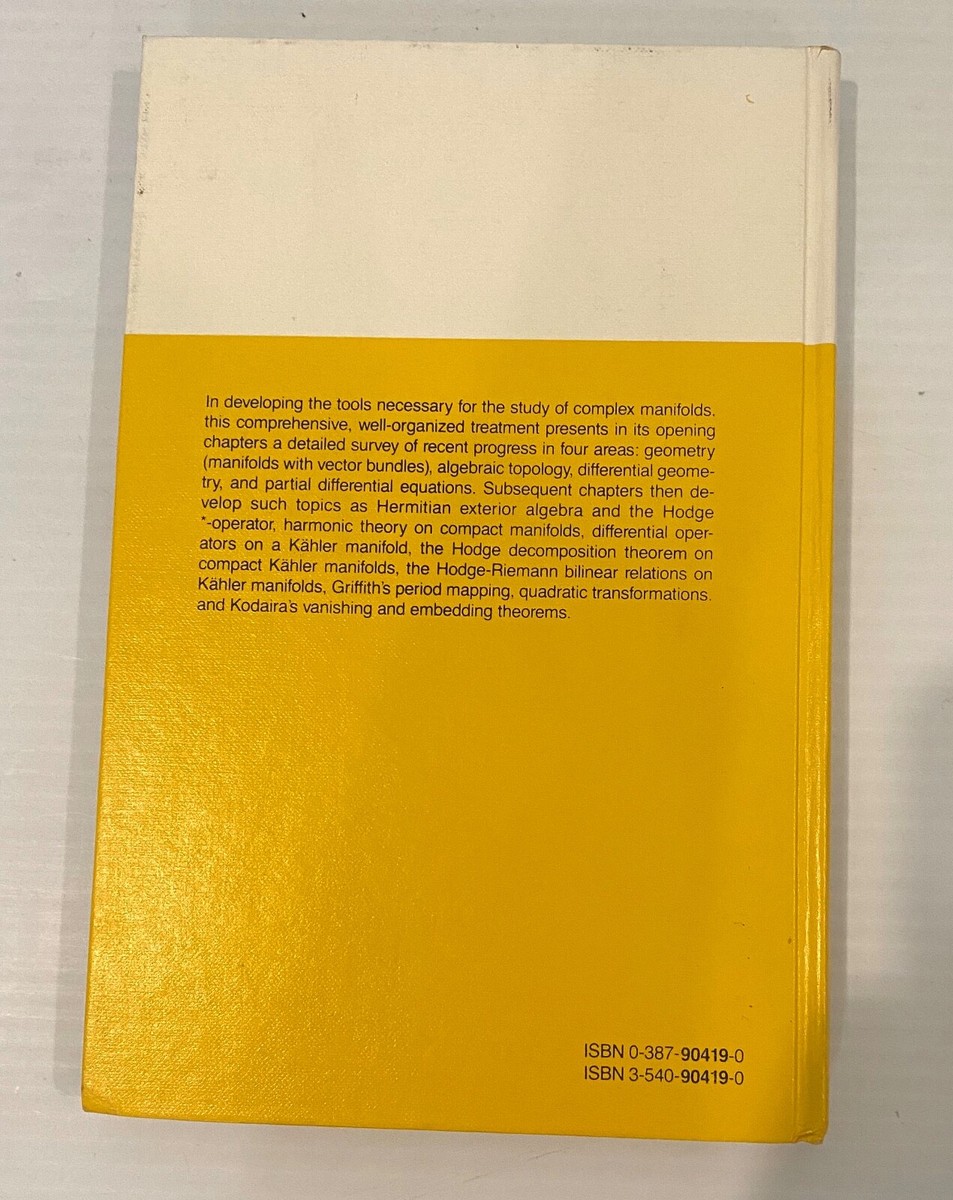 In developing the tools necessary for the study of complex manifolds,
this comprehensive, well-organized treatment presents in its opening
chapters a detailed survey of recent progress in four areas: geometry
(manifolds with vector bundles), algebraic topology, differential geome-
try, and partial differential equations. Subsequent chapters then de-
velop such topics as Hermitian exterior algebra and the Hodge
*-operator, harmonic theory on compact manifolds, differential oper-
ators on a Kähler manifold, the Hodge decomposition theorem on
compact Kähler manifolds, the Hodge-Riemann bilinear relations on
Kähler manifolds, Griffith's period mapping, quadratic transformations,
and Kodaira's vanishing and embedding theorems.
ISBN 0-387-90419-0
ISBN 3-540-90419-0